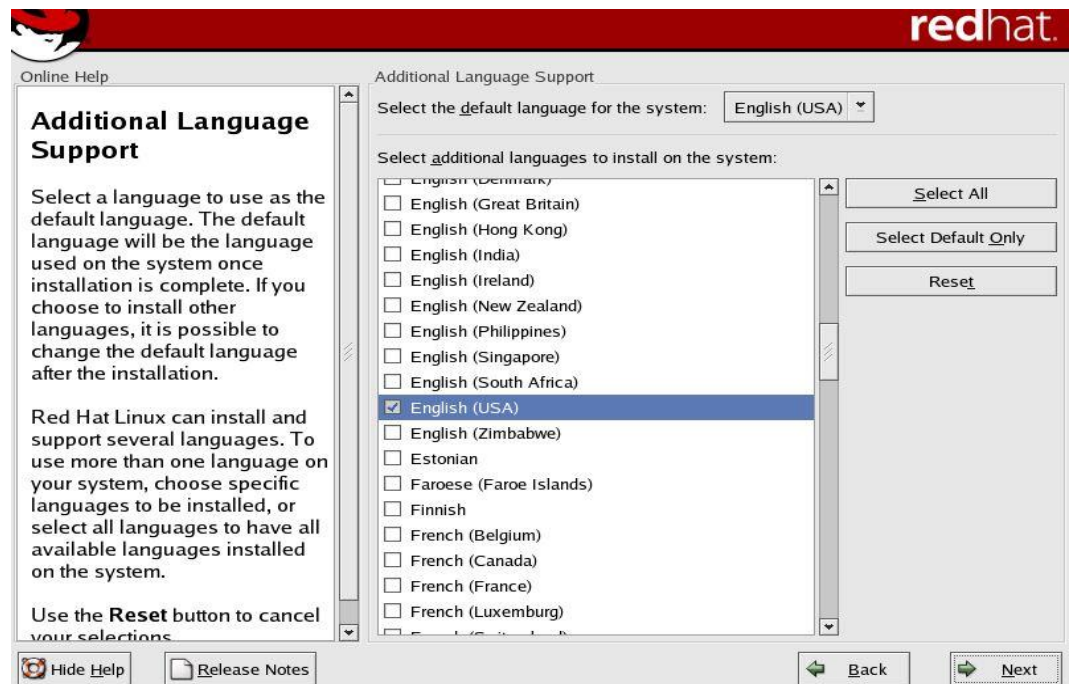 redhat.
Online Help
Additional Language
Support
Select a language to use as the
default language. The default
language will be the language
used on the system once
installation is complete. If you
choose to install other
languages, it is possible to
change the default language
after the installation.
Red Hat Linux can install and
support several languages. To
use more than one language on
your system, choose specific
languages to be installed, or
select all languages to have all
available languages installed
on the system.
Use the Reset button to cancel
your selections
Additional Language Support
Select the default language for the system: English (USA)
Select additional languages to install on the system:
English (Denmark)
English (Great Britain)
English (Hong Kong)
English (India)
English (Ireland)
English (New Zealand)
English (Philippines)
English (Singapore)
English (South Africa)
English (USA)
English (Zimbabwe)
Estonian
Faroese (Faroe Islands)
Finnish
French (Belgium)
French (Canada)
French (France)
French (Luxemburg)
Select All
Select Default Only
Reset
Hide Help
Release Notes
Back
Next